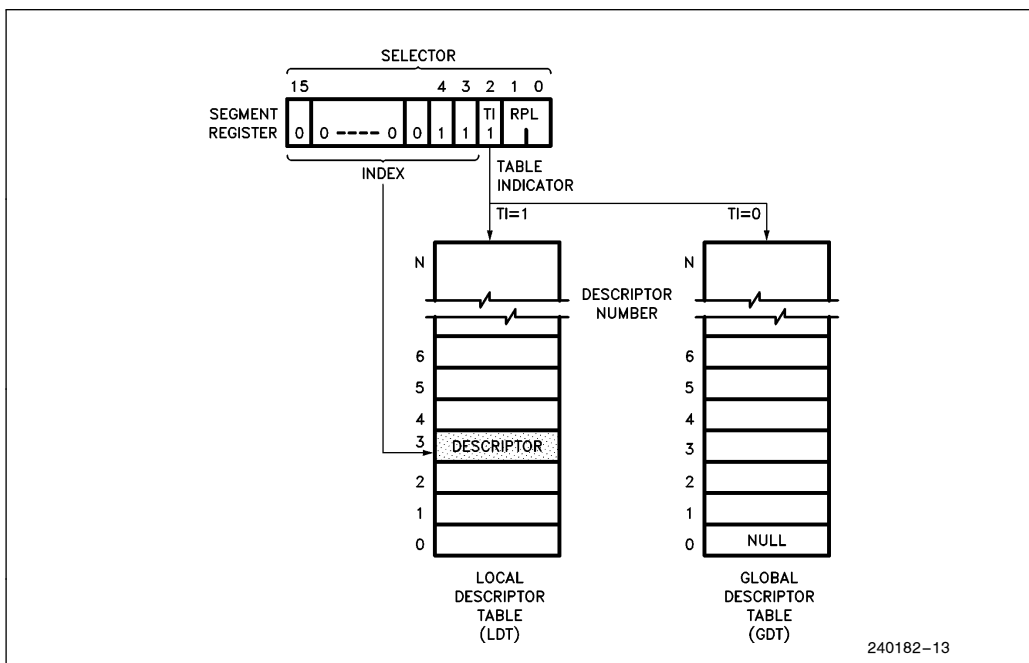 SELECTOR
15 4 3 2 1 0
SEGMENT
REGISTER
TI RPL
0 0 ---- 0 0 1 1 1
INDEX
TABLE
INDICATOR
TI=1 TI=0
N
6
5
4
3
2
1
0
DESCRIPTOR
DESCRIPTOR
NUMBER
N
6
5
4
3
2
1
0
NULL
LOCAL
DESCRIPTOR
TABLE
(LDT)
GLOBAL
DESCRIPTOR
TABLE
(GDT)
240182–13